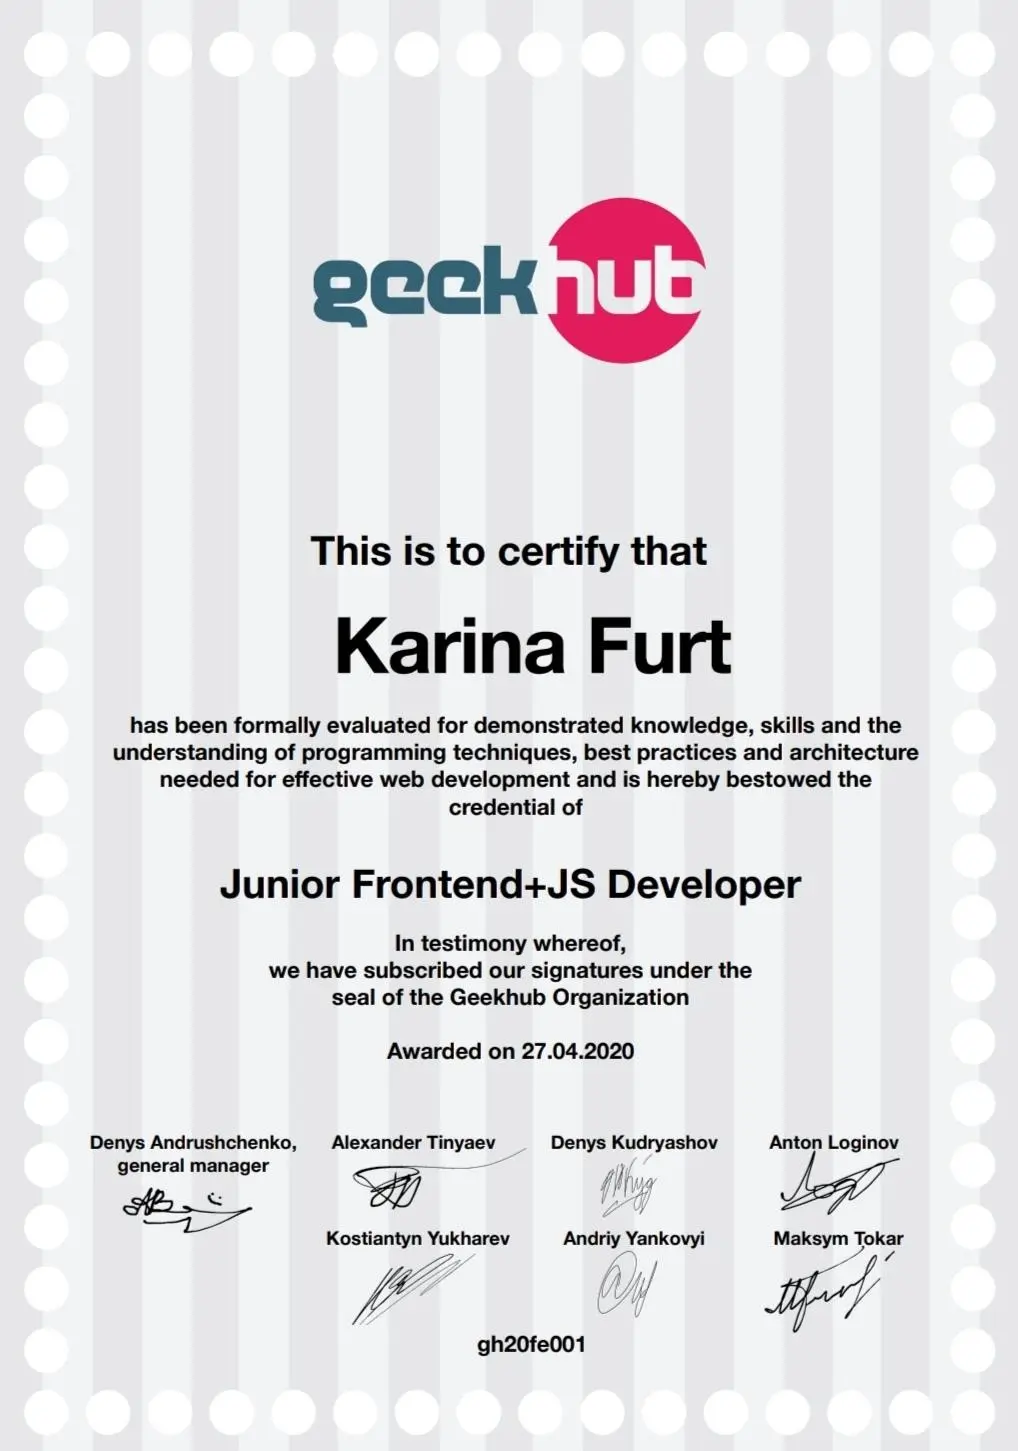 geekhub
This is to certify that
Karina Furt
has been formally evaluated for demonstrated knowledge, skills and the
understanding of programming techniques, best practices and architecture
needed for effective web development and is hereby bestowed the
credential of
Junior Frontend+JS Developer
In testimony whereof,
we have subscribed our signatures under the
seal of the Geekhub Organization
Awarded on 27.04.2020
Denys Andrushchenko,
general manager
Alexander Tinyaev
Denys Kudryashov
Anton Loginov
Kostiantyn Yukharev
Andriy Yankovyi
Maksym Tokar
gh20fe001